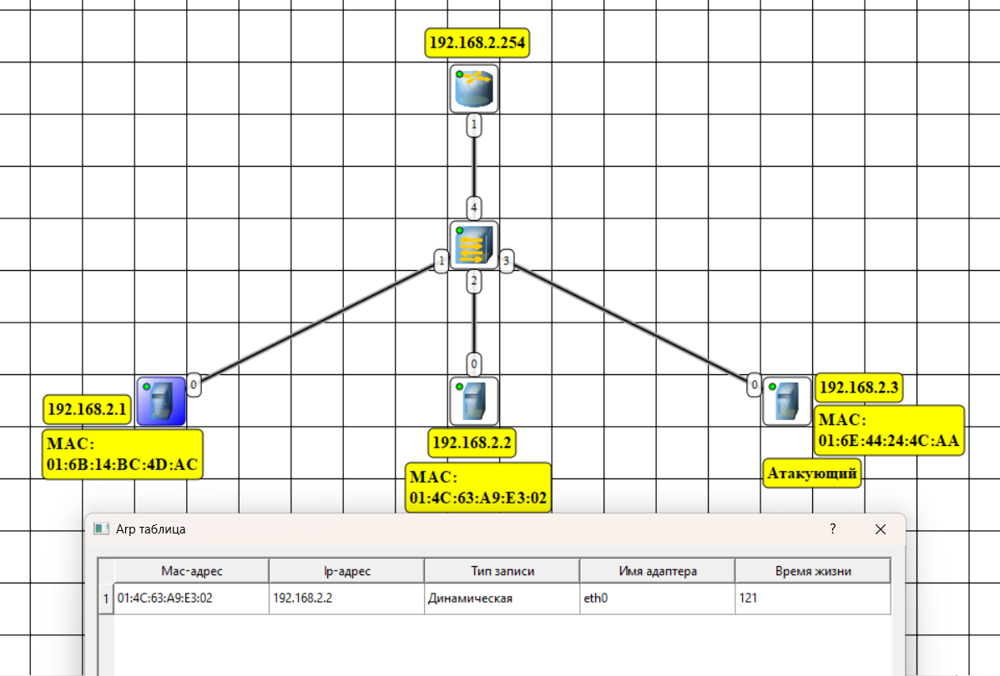 192.168.2.254
1
4
1
3
2
0
0
0
192.168.2.1
MAC:
01:6B:14:BC:4D:AC
192.168.2.2
MAC:
01:4C:63:A9:E3:02
192.168.2.3
MAC:
01:6E:44:24:4C:AA
Атакующий
Arp таблица
?
Mac-адрес Ip-адрес Тип записи Имя адаптера Время жизни
1 01:4C:63:A9:E3:02 192.168.2.2 Динамическая eth0 121